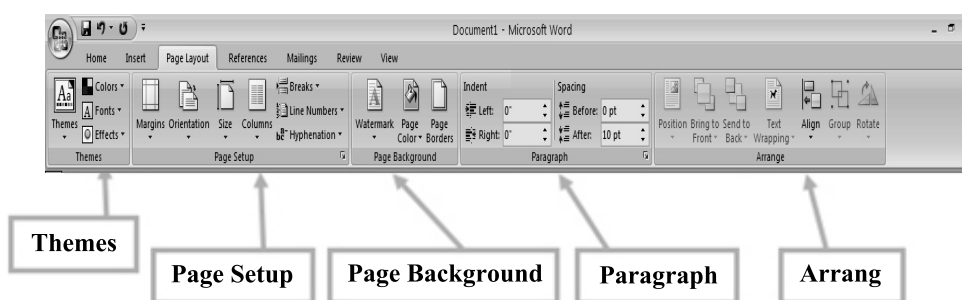 Document1 - Microsoft Word
Home Insert Page Layout References Mailings Review View
Aa Colors Breaks Indent Spacing
A Fonts Line Numbers Left: 0" Before: 0 pt
Themes Effects Margins Orientation Size Columns Hyphenation Watermark Page Color Page Borders Right: 0" After: 10 pt Position Bring to Front Send to Back Text Wrapping Align Group Rotate
Themes Page Setup Page Background Paragraph Arrange
Themes
Page Setup Page Background Paragraph Arrang